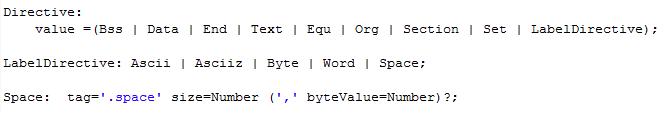 Directive:
value =(Bss | Data | End | Text | Equ | Org | Section | Set | LabelDirective);
LabelDirective: Ascii | Asciiz | Byte | Word | Space;
Space:  tag='.space' size=Number (',' byteValue=Number)?;